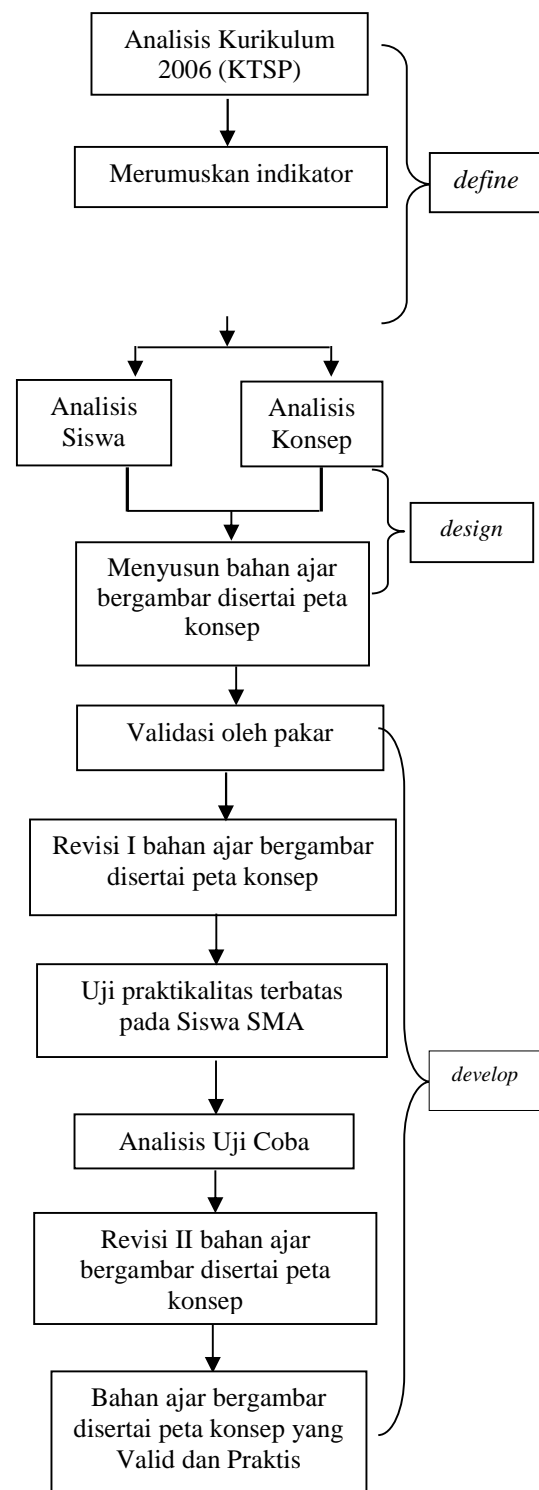 Analisis Kurikulum
2006 (KTSP)
Merumuskan indikator
define
Analisis
Siswa
Analisis
Konsep
design
Menyusun bahan ajar
bergambar disertai peta
konsep
Validasi oleh pakar
Revisi I bahan ajar bergambar
disertai peta konsep
Uji praktikalitas terbatas
pada Siswa SMA
develop
Analisis Uji Coba
Revisi II bahan ajar
bergambar disertai peta
konsep
Bahan ajar bergambar
disertai peta konsep yang
Valid dan Praktis